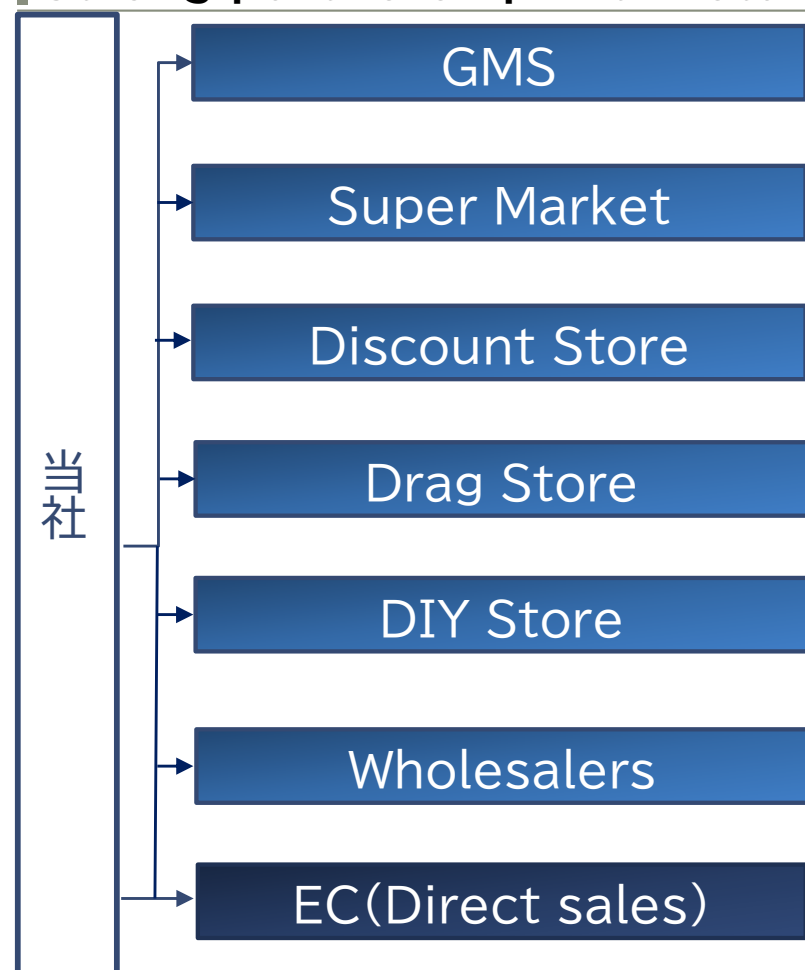 当社
GMS
Super Market
Discount Store
Drag Store
DIY Store
Wholesalers
EC(Direct sales)